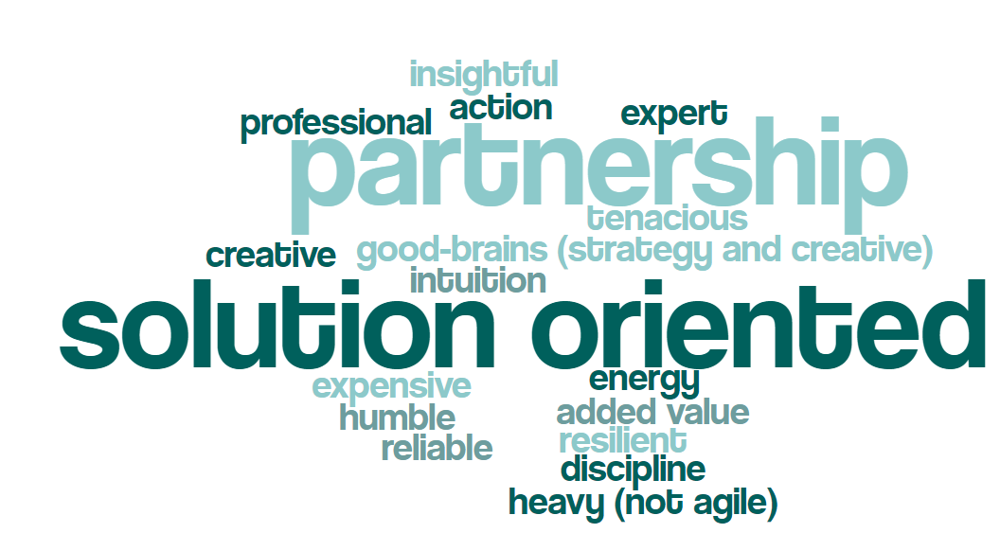 insightful
action
expert
professional
partnership
tenacious
good-brains (strategy and creative)
creative
intuition
solution oriented
energy
expensive
added value
humble
resilient
reliable
discipline
heavy (not agile)